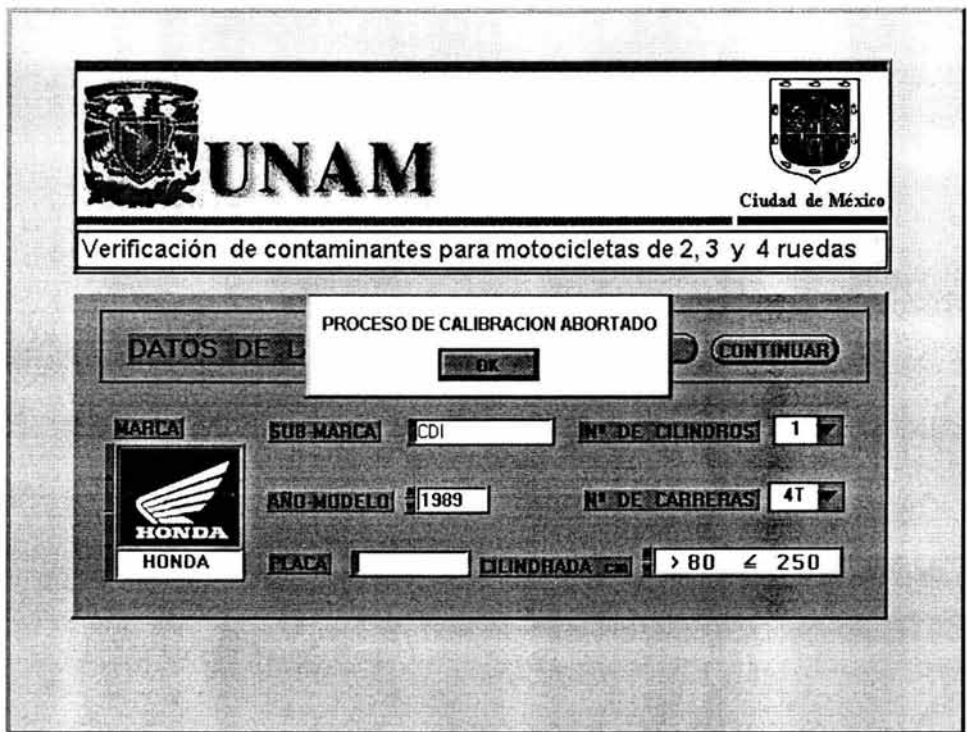 UNAM
Ciudad de México
Verificación de contaminantes para motocicletas de 2, 3 y 4 ruedas
PROCESO DE CALIBRACION ABORTADO
OK
DATOS DE L
CONTINUAR
MARCA
SUB-MARCA CDI Nº DE CILINDROS 1
HONDA
AÑO-MODELO 1989 Nº DE CARRERAS 4T
HONDA
PLACA CILINDRADA cm > 80 ≤ 250